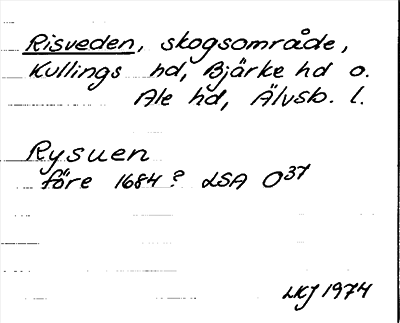 Risveden, skogsområde,
Kullings hd, Bjärke hd o.
Ale hd, Älvsb. l.
Rysuen
före 1684? LSA O37
LKJ 1974